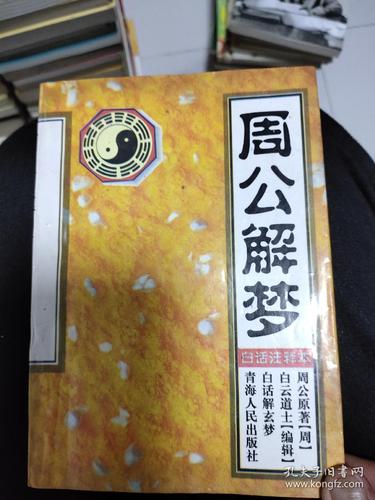 周公解梦
白话注释本
周公原著【周】
白云道士【编辑】
白话解玄梦
青海人民出版社
孔夫子旧书网
www.kongfz.com